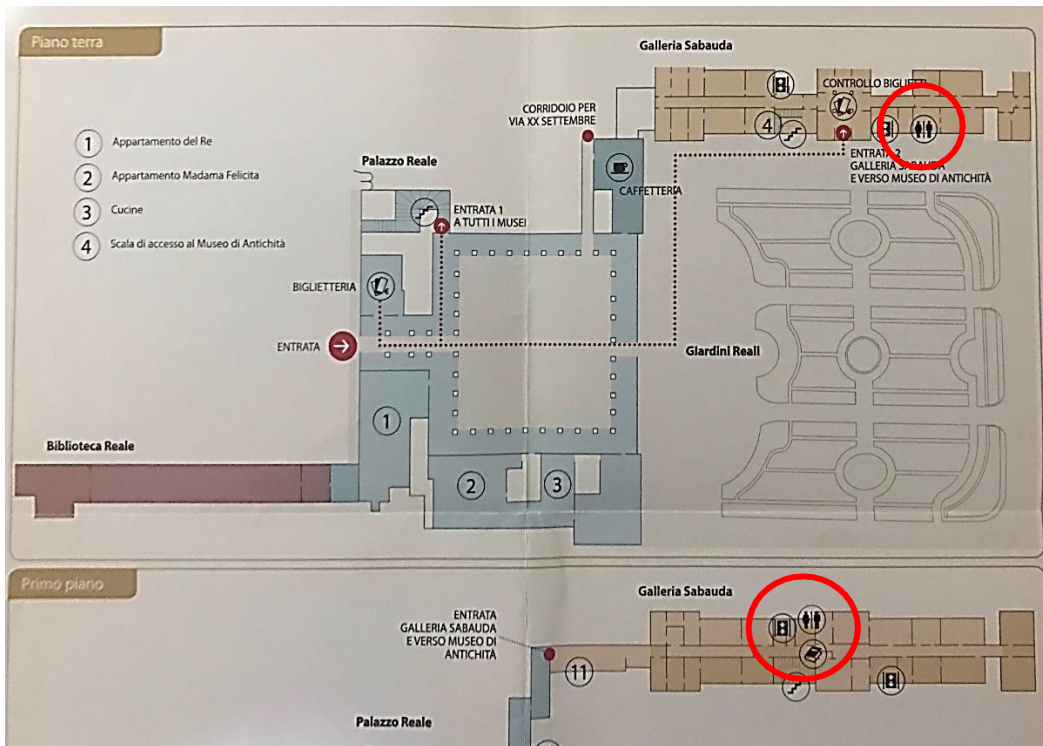 Piano terra
Galleria Sabauda
CONTROLLO BIGLIETTI
CORRIDOIO PER
VIA XX SETTEMBRE
1 Appartamento del Re
2 Appartamento Madama Felicita
3 Cucine
4 Scala di accesso al Museo di Antichità
4
Palazzo Reale
ENTRATA 1
A TUTTI I MUSEI
CAFFETTERIA
ENTRATA 2
GALLERIA SABAUDA
E VERSO MUSEO DI ANTICHITÀ
BIGLIETTERIA
ENTRATA
Giardini Reali
1
Biblioteca Reale
2
3
Primo piano
Galleria Sabauda
ENTRATA
GALLERIA SABAUDA
E VERSO MUSEO DI
ANTICHITÀ
11
Palazzo Reale